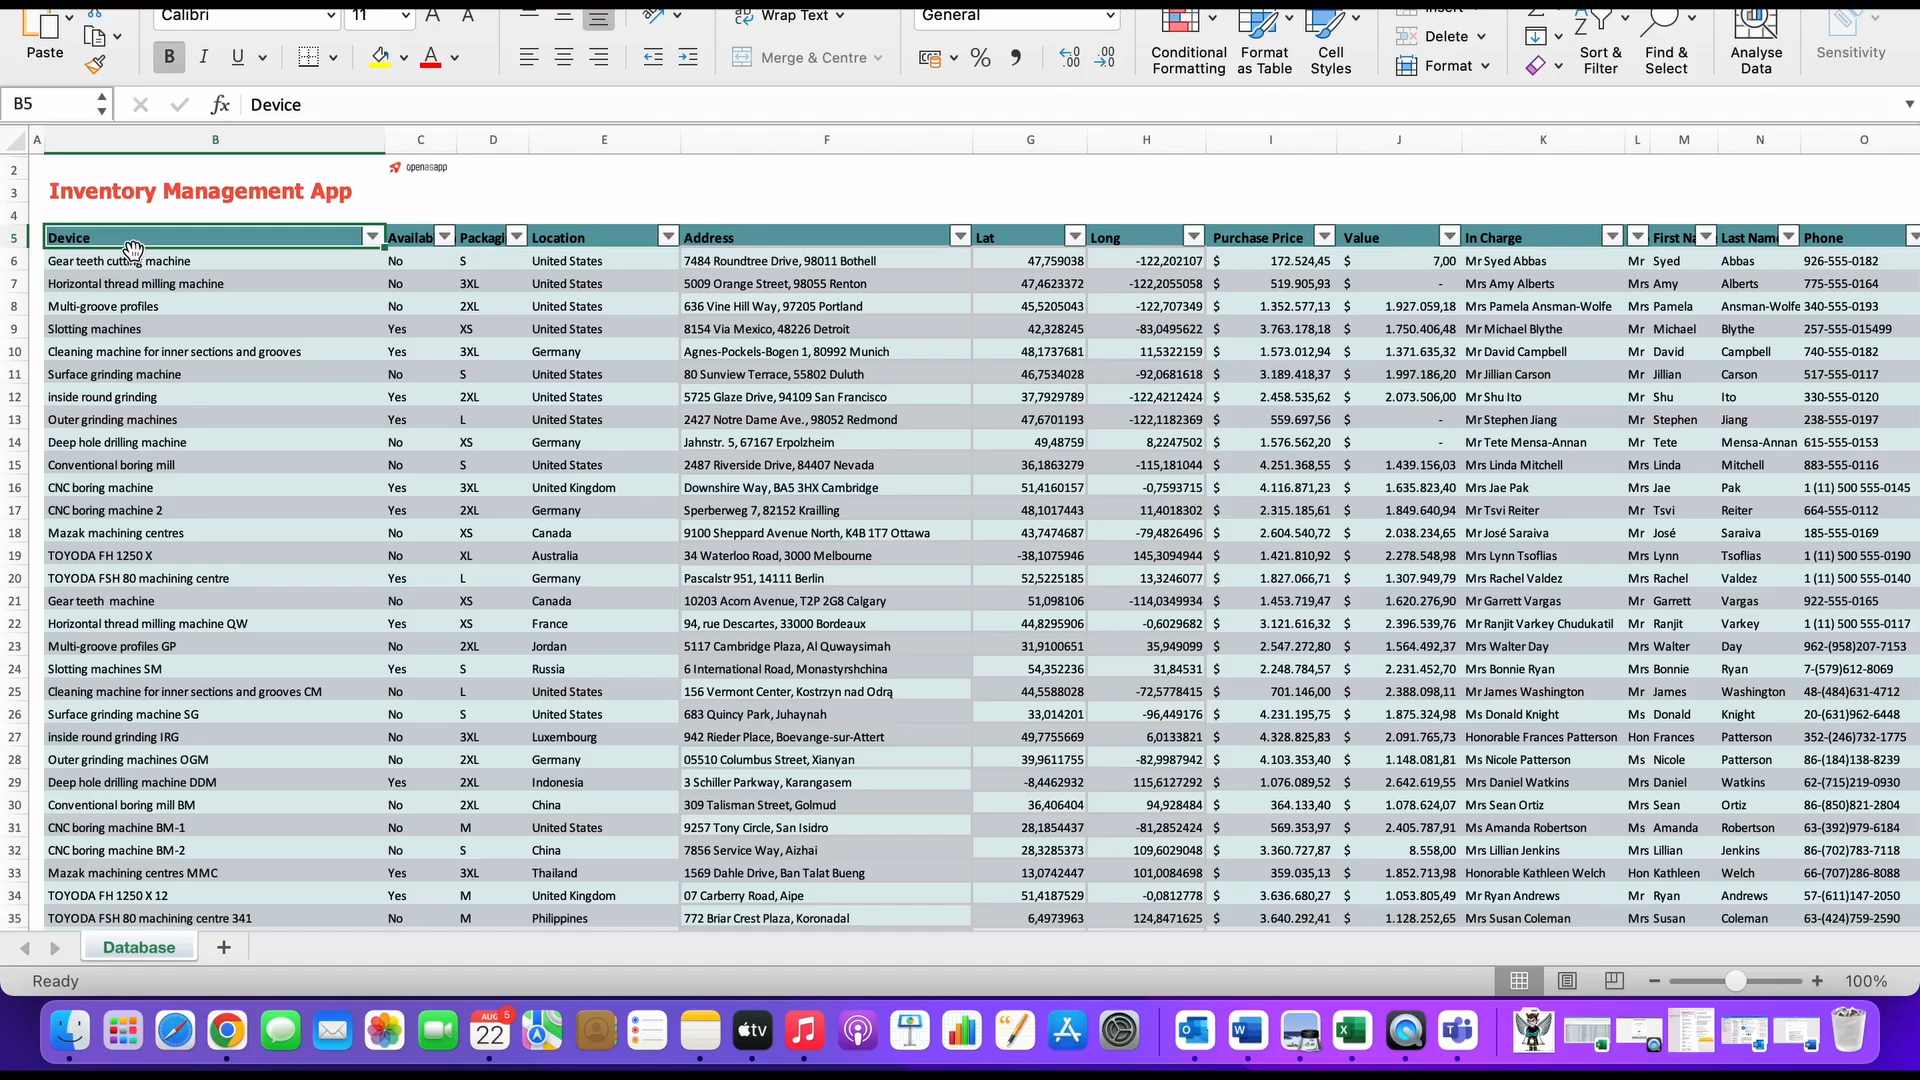 Calibri 11 Wrap Text General Insert
Paste B I U Merge & Centre % Conditional Formatting Format as Table Cell Styles Delete Format Sort & Filter Find & Select Analyse Data Sensitivity
B5 fx Device
A B C D E F G H I J K L M N O
2 openasapp
3 Inventory Management App
4
5 Device Availab Packagi Location Address Lat Long Purchase Price Value In Charge First Na Last Name Phone
6 Gear teeth cutting machine No S United States 7484 Roundtree Drive, 98011 Bothell 47,759038 -122,202107 $ 172.524,45 $ 7,00 Mr Syed Abbas Mr Syed Abbas 926-555-0182
7 Horizontal thread milling machine No 3XL United States 5009 Orange Street, 98055 Renton 47,4623372 -122,2055058 $ 519.905,93 $ - Mrs Amy Alberts Mrs Amy Alberts 775-555-0164
8 Multi-groove profiles No 2XL United States 636 Vine Hill Way, 97205 Portland 45,5205043 -122,707349 $ 1.352.577,13 $ 1.927.059,18 Mrs Pamela Ansman-Wolfe Mrs Pamela Ansman-Wolfe 340-555-0193
9 Slotting machines Yes XS United States 8154 Via Mexico, 48226 Detroit 42,328245 -83,0495622 $ 3.763.178,18 $ 1.750.406,48 Mr Michael Blythe Mr Michael Blythe 257-555-015499
10 Cleaning machine for inner sections and grooves Yes 3XL Germany Agnes-Pockels-Bogen 1, 80992 Munich 48,1737681 11,5322159 $ 1.573.012,94 $ 1.371.635,32 Mr David Campbell Mr David Campbell 740-555-0182
11 Surface grinding machine No S United States 80 Sunview Terrace, 55802 Duluth 46,7534028 -92,0681618 $ 3.189.418,37 $ 1.997.186,20 Mr Jillian Carson Mr Jillian Carson 517-555-0117
12 inside round grinding Yes 2XL United States 5725 Glaze Drive, 94109 San Francisco 37,7929789 -122,4212424 $ 2.458.535,62 $ 2.073.506,00 Mr Shu Ito Mr Shu Ito 330-555-0120
13 Outer grinding machines Yes L United States 2427 Notre Dame Ave., 98052 Redmond 47,6701193 -122,1182369 $ 559.697,56 $ - Mr Stephen Jiang Mr Stephen Jiang 238-555-0197
14 Deep hole drilling machine No XS Germany Jahnstr. 5, 67167 Erpolzheim 49,48759 8,2247502 $ 1.576.562,20 $ - Mr Tete Mensa-Annan Mr Tete Mensa-Annan 615-555-0153
15 Conventional boring mill No S United States 2487 Riverside Drive, 84407 Nevada 36,1863279 -115,181044 $ 4.251.368,55 $ 1.439.156,03 Mrs Linda Mitchell Mrs Linda Mitchell 883-555-0116
16 CNC boring machine Yes 3XL United Kingdom Downshire Way, BA5 3HX Cambridge 51,4160157 -0,7593715 $ 4.116.871,23 $ 1.635.823,40 Mrs Jae Pak Mrs Jae Pak 1 (11) 500 555-0145
17 CNC boring machine 2 Yes 2XL Germany Sperberweg 7, 82152 Krailling 48,1017443 11,4018302 $ 2.315.185,61 $ 1.849.640,94 Mr Tsvi Reiter Mr Tsvi Reiter 664-555-0112
18 Mazak machining centres No XS Canada 9100 Sheppard Avenue North, K4B 1T7 Ottawa 43,7474687 -79,4826496 $ 2.604.540,72 $ 2.038.234,65 Mr José Saraiva Mr José Saraiva 185-555-0169
19 TOYODA FH 1250 X No XL Australia 34 Waterloo Road, 3000 Melbourne -38,1075946 145,3094944 $ 1.421.810,92 $ 2.278.548,98 Mrs Lynn Tsoflias Mrs Lynn Tsoflias 1 (11) 500 555-0190
20 TOYODA FSH 80 machining centre Yes L Germany Pascalstr 951, 14111 Berlin 52,5225185 13,3246077 $ 1.827.066,71 $ 1.307.949,79 Mrs Rachel Valdez Mrs Rachel Valdez 1 (11) 500 555-0140
21 Gear teeth machine No XS Canada 10203 Acorn Avenue, T2P 2G8 Calgary 51,098106 -114,0349934 $ 1.453.719,47 $ 1.620.276,90 Mr Garrett Vargas Mr Garrett Vargas 922-555-0165
22 Horizontal thread milling machine QW Yes XS France 94, rue Descartes, 33000 Bordeaux 44,8295906 -0,6029682 $ 3.121.616,32 $ 2.396.539,76 Mr Ranjit Varkey Chudukatil Mr Ranjit Varkey 1 (11) 500 555-0117
23 Multi-groove profiles GP No 2XL Jordan 5117 Cambridge Plaza, Al Quwaysimah 31,9100651 35,949099 $ 2.547.272,80 $ 1.564.492,37 Mrs Walter Day Mrs Walter Day 962-(958)207-7153
24 Slotting machines SM Yes S Russia 6 International Road, Monastyrshchina 54,352236 31,84531 $ 2.248.784,57 $ 2.231.452,70 Mrs Bonnie Ryan Mrs Bonnie Ryan 7-(579)612-8069
25 Cleaning machine for inner sections and grooves CM No L United States 156 Vermont Center, Kostrzyn nad Odrą 44,5588028 -72,5778415 $ 701.146,00 $ 2.388.098,11 Mr James Washington Mr James Washington 48-(484)631-4712
26 Surface grinding machine SG No S United States 683 Quincy Park, Juhaynah 33,014201 -96,449176 $ 4.231.195,75 $ 1.875.324,98 Ms Donald Knight Ms Donald Knight 20-(631)962-6448
27 inside round grinding IRG No 3XL Luxembourg 942 Rieder Place, Boevange-sur-Attert 49,7755669 6,0133821 $ 4.328.825,83 $ 2.091.765,73 Honorable Frances Patterson Hon Frances Patterson 352-(246)732-1775
28 Outer grinding machines OGM No 2XL Germany 05510 Columbus Street, Xianyan 39,9611755 -82,9987942 $ 4.103.353,40 $ 1.148.081,81 Ms Nicole Patterson Ms Nicole Patterson 86-(184)138-8239
29 Deep hole drilling machine DDM Yes 2XL Indonesia 3 Schiller Parkway, Karangasem -8,4462932 115,6127292 $ 1.076.089,52 $ 2.642.619,55 Mrs Daniel Watkins Mrs Daniel Watkins 62-(715)219-0930
30 Conventional boring mill BM No 2XL China 309 Talisman Street, Golmud 36,406404 94,928484 $ 364.133,40 $ 1.078.624,07 Mrs Sean Ortiz Mrs Sean Ortiz 86-(850)821-2804
31 CNC boring machine BM-1 No M United States 9257 Tony Circle, San Isidro 28,1854437 -81,2852424 $ 569.353,97 $ 2.405.787,91 Ms Amanda Robertson Ms Amanda Robertson 63-(392)979-6184
32 CNC boring machine BM-2 No S China 7856 Service Way, Aizhai 28,3285373 109,6029048 $ 3.360.727,87 $ 8.558,00 Mrs Lillian Jenkins Mrs Lillian Jenkins 86-(702)783-7118
33 Mazak machining centres MMC Yes 3XL Thailand 1569 Dahle Drive, Ban Talat Bueng 13,0742447 101,0084698 $ 359.035,13 $ 1.852.713,98 Honorable Kathleen Welch Hon Kathleen Welch 66-(707)286-8088
34 TOYODA FH 1250 X 12 Yes M United Kingdom 07 Carberry Road, Aipe 51,4187529 -0,0812778 $ 3.636.680,27 $ 1.053.805,49 Mr Ryan Andrews Mr Ryan Andrews 57-(611)147-2050
35 TOYODA FSH 80 machining centre 341 No M Philippines 772 Briar Crest Plaza, Koronadal 6,4973963 124,8471625 $ 3.640.292,41 $ 1.128.252,65 Mrs Susan Coleman Mrs Susan Coleman 63-(424)759-2590
Database +
Ready 100%
AUG 5
22
tv